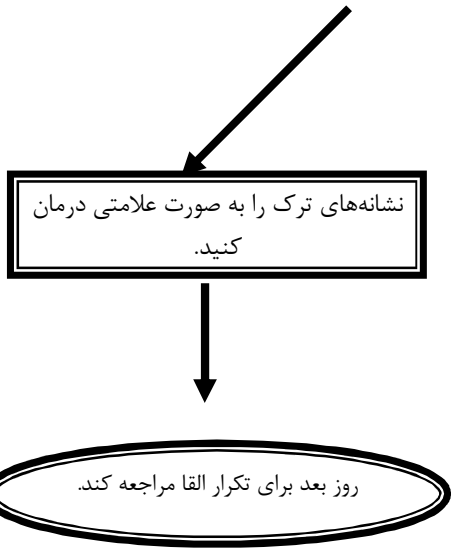 نشانه‌های ترک را به صورت علامتی درمان
کنید.
روز بعد برای تکرار القا مراجعه کند.